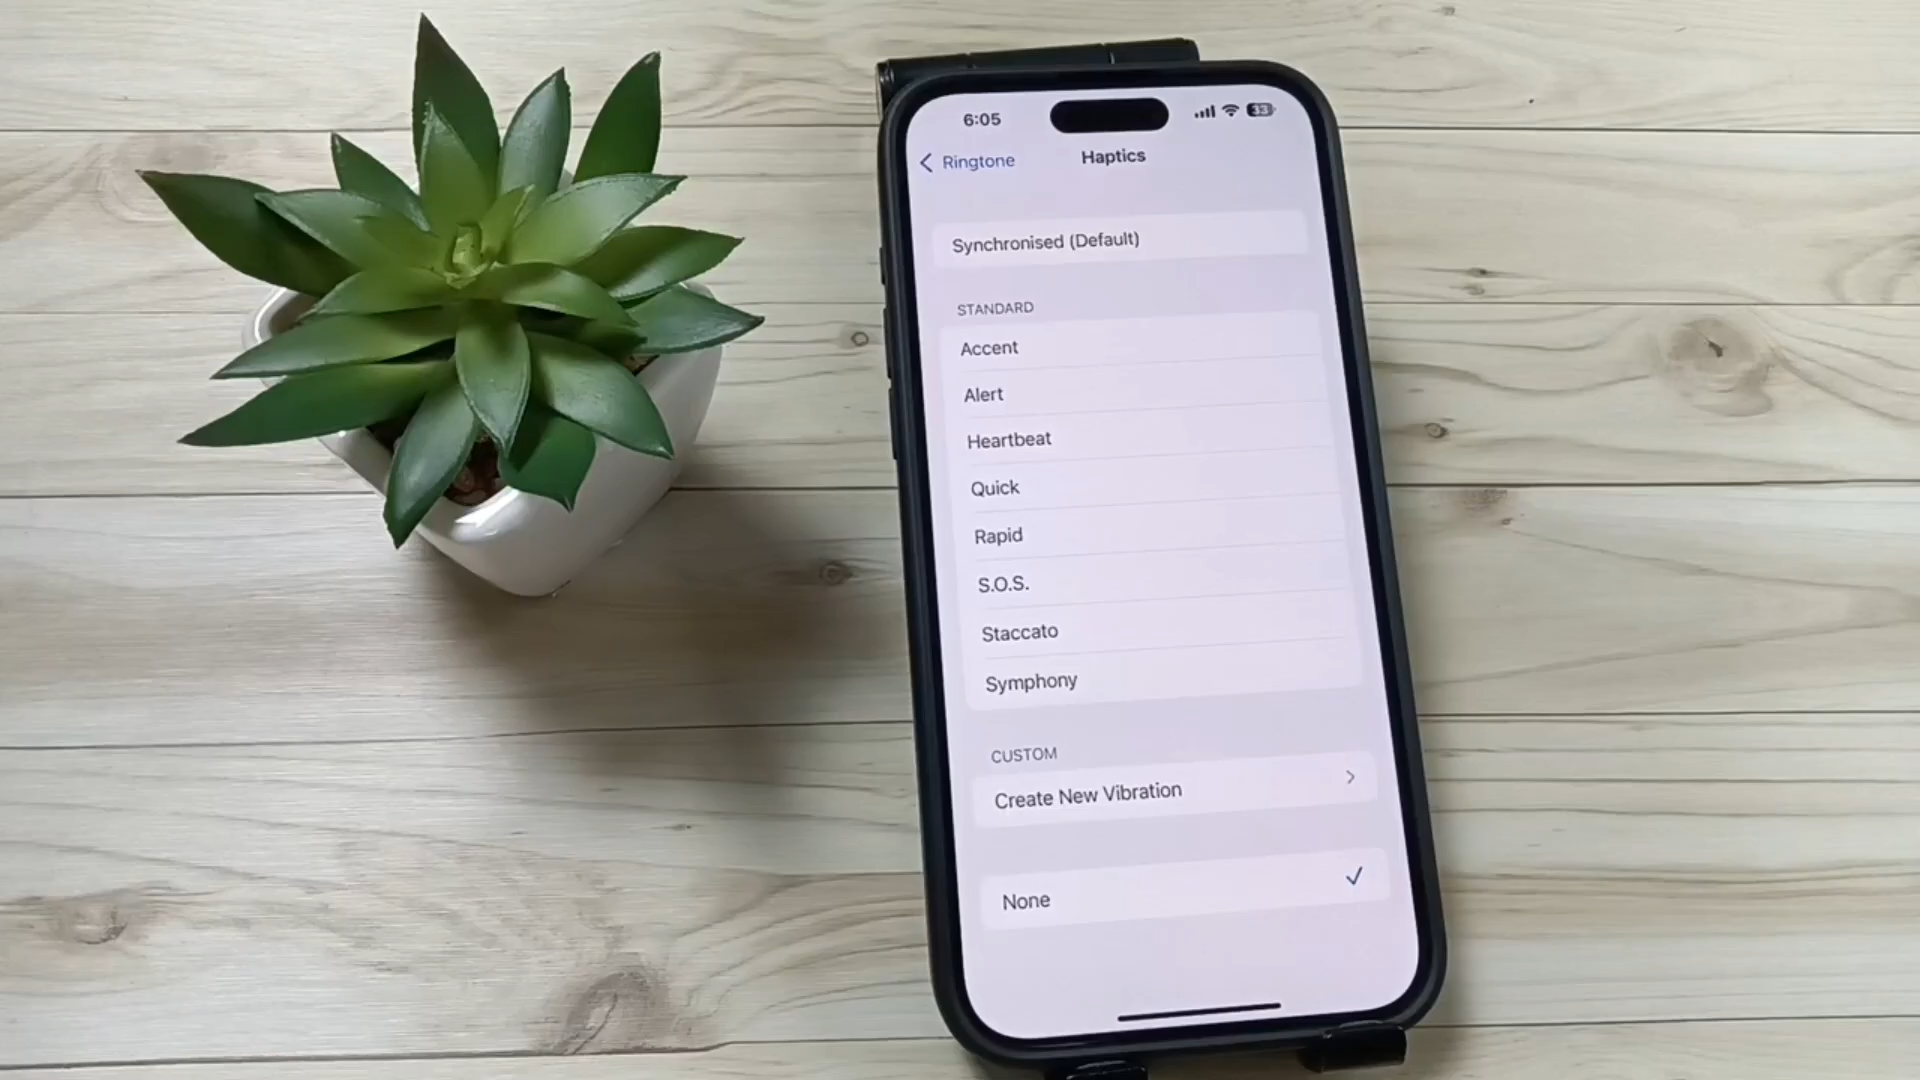 6:05
33
Ringtone
Haptics
Synchronised (Default)
STANDARD
Accent
Alert
Heartbeat
Quick
Rapid
S.O.S.
Staccato
Symphony
CUSTOM
Create New Vibration
None